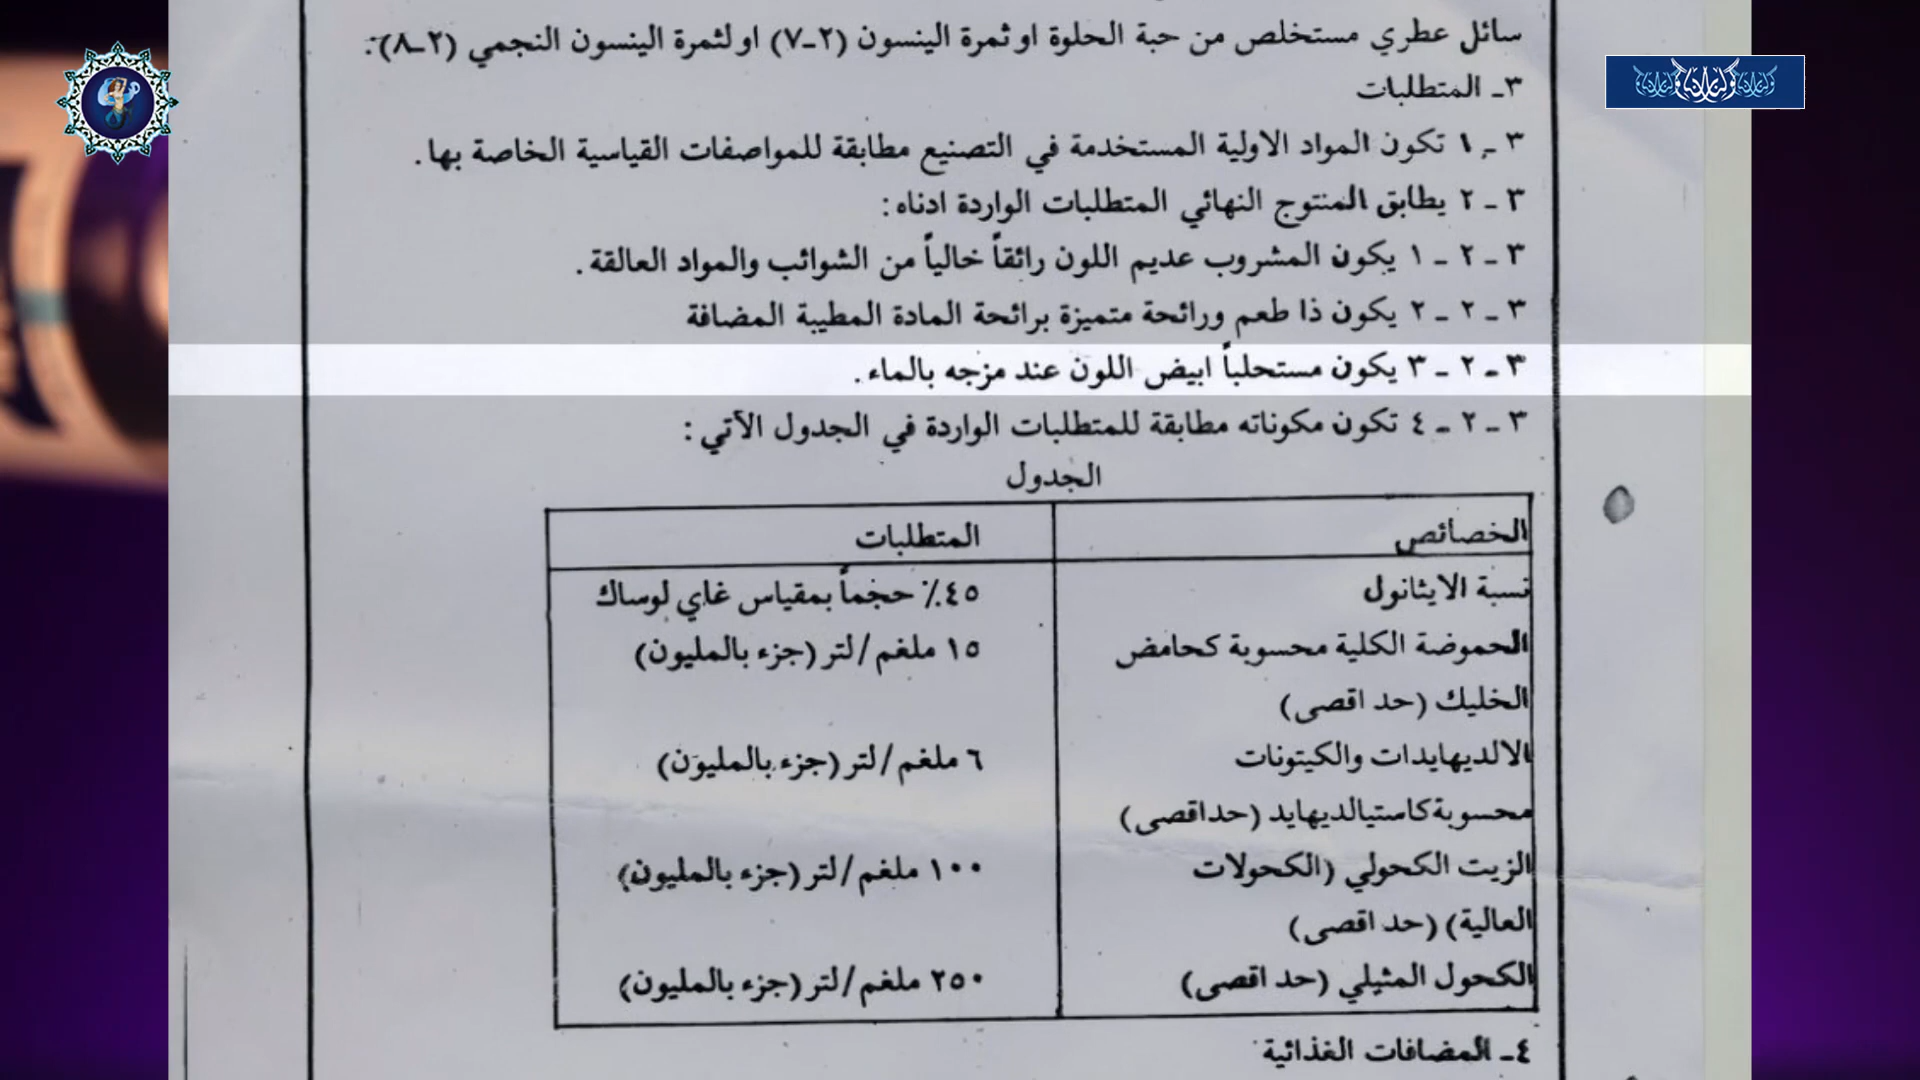 سائل عطري مستخلص من حبة الحلوة او ثمرة الينسون (٢-٧) او لثمرة الينسون النجمي (٢-٨).
٣- المتطلبات
٣ - ١ تكون المواد الاولية المستخدمة في التصنيع مطابقة للمواصفات القياسية الخاصة بها.
٣ - ٢ يطابق المنتوج النهائي المتطلبات الواردة ادناه:
٣ - ٢ - ١ يكون المشروب عديم اللون رائقاً خالياً من الشوائب والمواد العالقة.
٣ - ٢ - ٢ يكون ذا طعم ورائحة متميزة برائحة المادة المطيبة المضافة
٣ - ٢ - ٣ يكون مستحلباً ابيض اللون عند مزجه بالماء.
٣ - ٢ - ٤ تكون مكوناته مطابقة للمتطلبات الواردة في الجدول الآتي:
الجدول
الخصائص المتطلبات
نسبة الايثانول ٤٥٪ حجماً بمقياس غاي لوساك
الحموضة الكلية محسوبة كحامض ١٥ ملغم/لتر (جزء بالمليون)
الخليك (حد اقصى)
الالديهايدات والكيتونات ٦ ملغم/لتر (جزء بالمليون)
محسوبة كاستيالديهايد (حد اقصى)
الزيت الكحولي (الكحولات ١٠٠ ملغم/لتر (جزء بالمليون)
العالية) (حد اقصى)
الكحول المثيلي (حد اقصى) ٢٥٠ ملغم/لتر (جزء بالمليون)
٤- المضافات الغذائية